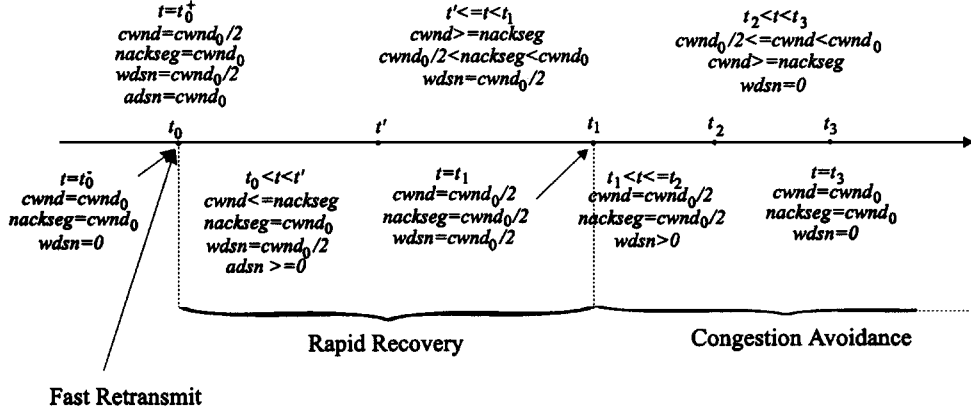 t=t₀⁺
cwnd=cwnd₀/2
nackseg=cwnd₀
wdsn=cwnd₀/2
adsn=cwnd₀
t'<=t<t₁
cwnd>=nackseg
cwnd₀/2<nackseg<cwnd₀
wdsn=cwnd₀/2
t₂<t<t₃
cwnd₀/2<=cwnd<cwnd₀
cwnd>=nackseg
wdsn=0
t₀
t'
t₁
t₂
t₃
t=t₀⁻
cwnd=cwnd₀
nackseg=cwnd₀
wdsn=0
t₀<t<t'
cwnd<=nackseg
nackseg=cwnd₀
wdsn=cwnd₀/2
adsn >=0
t=t₁
cwnd=cwnd₀/2
nackseg=cwnd₀/2
wdsn=cwnd₀/2
t₁<t<=t₂
cwnd=cwnd₀/2
nackseg=cwnd₀/2
wdsn>0
t=t₃
cwnd=cwnd₀
nackseg=cwnd₀
wdsn=0
Rapid Recovery
Congestion Avoidance
Fast Retransmit